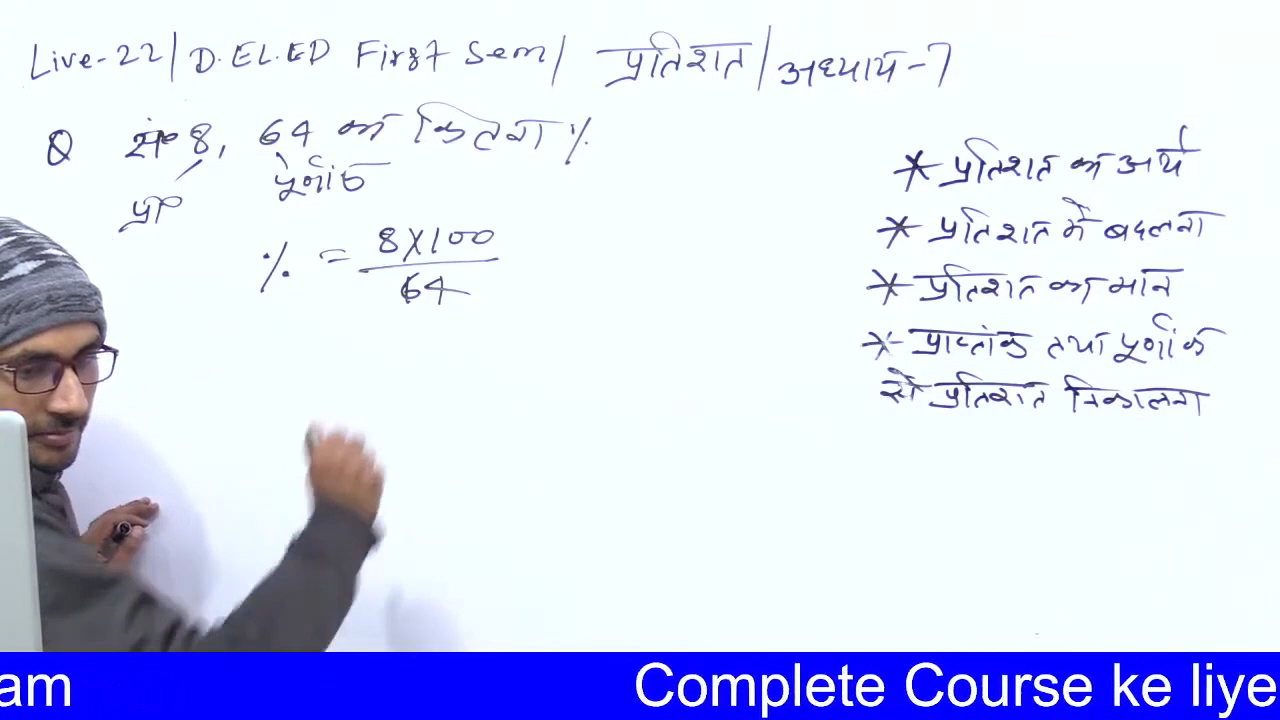 Live-22/ D.EL.ED First Sem/ प्रतिशत/ अध्याय-7
Q सं० 8, 64 का कितना %
प्रा पूर्णांक
% = 8×100
64
* प्रतिशत का अर्थ
* प्रतिशत में बदलना
* प्रतिशत का मान
* प्राप्तांक तथा पूर्णांक
से प्रतिशत निकालना
am Complete Course ke liye